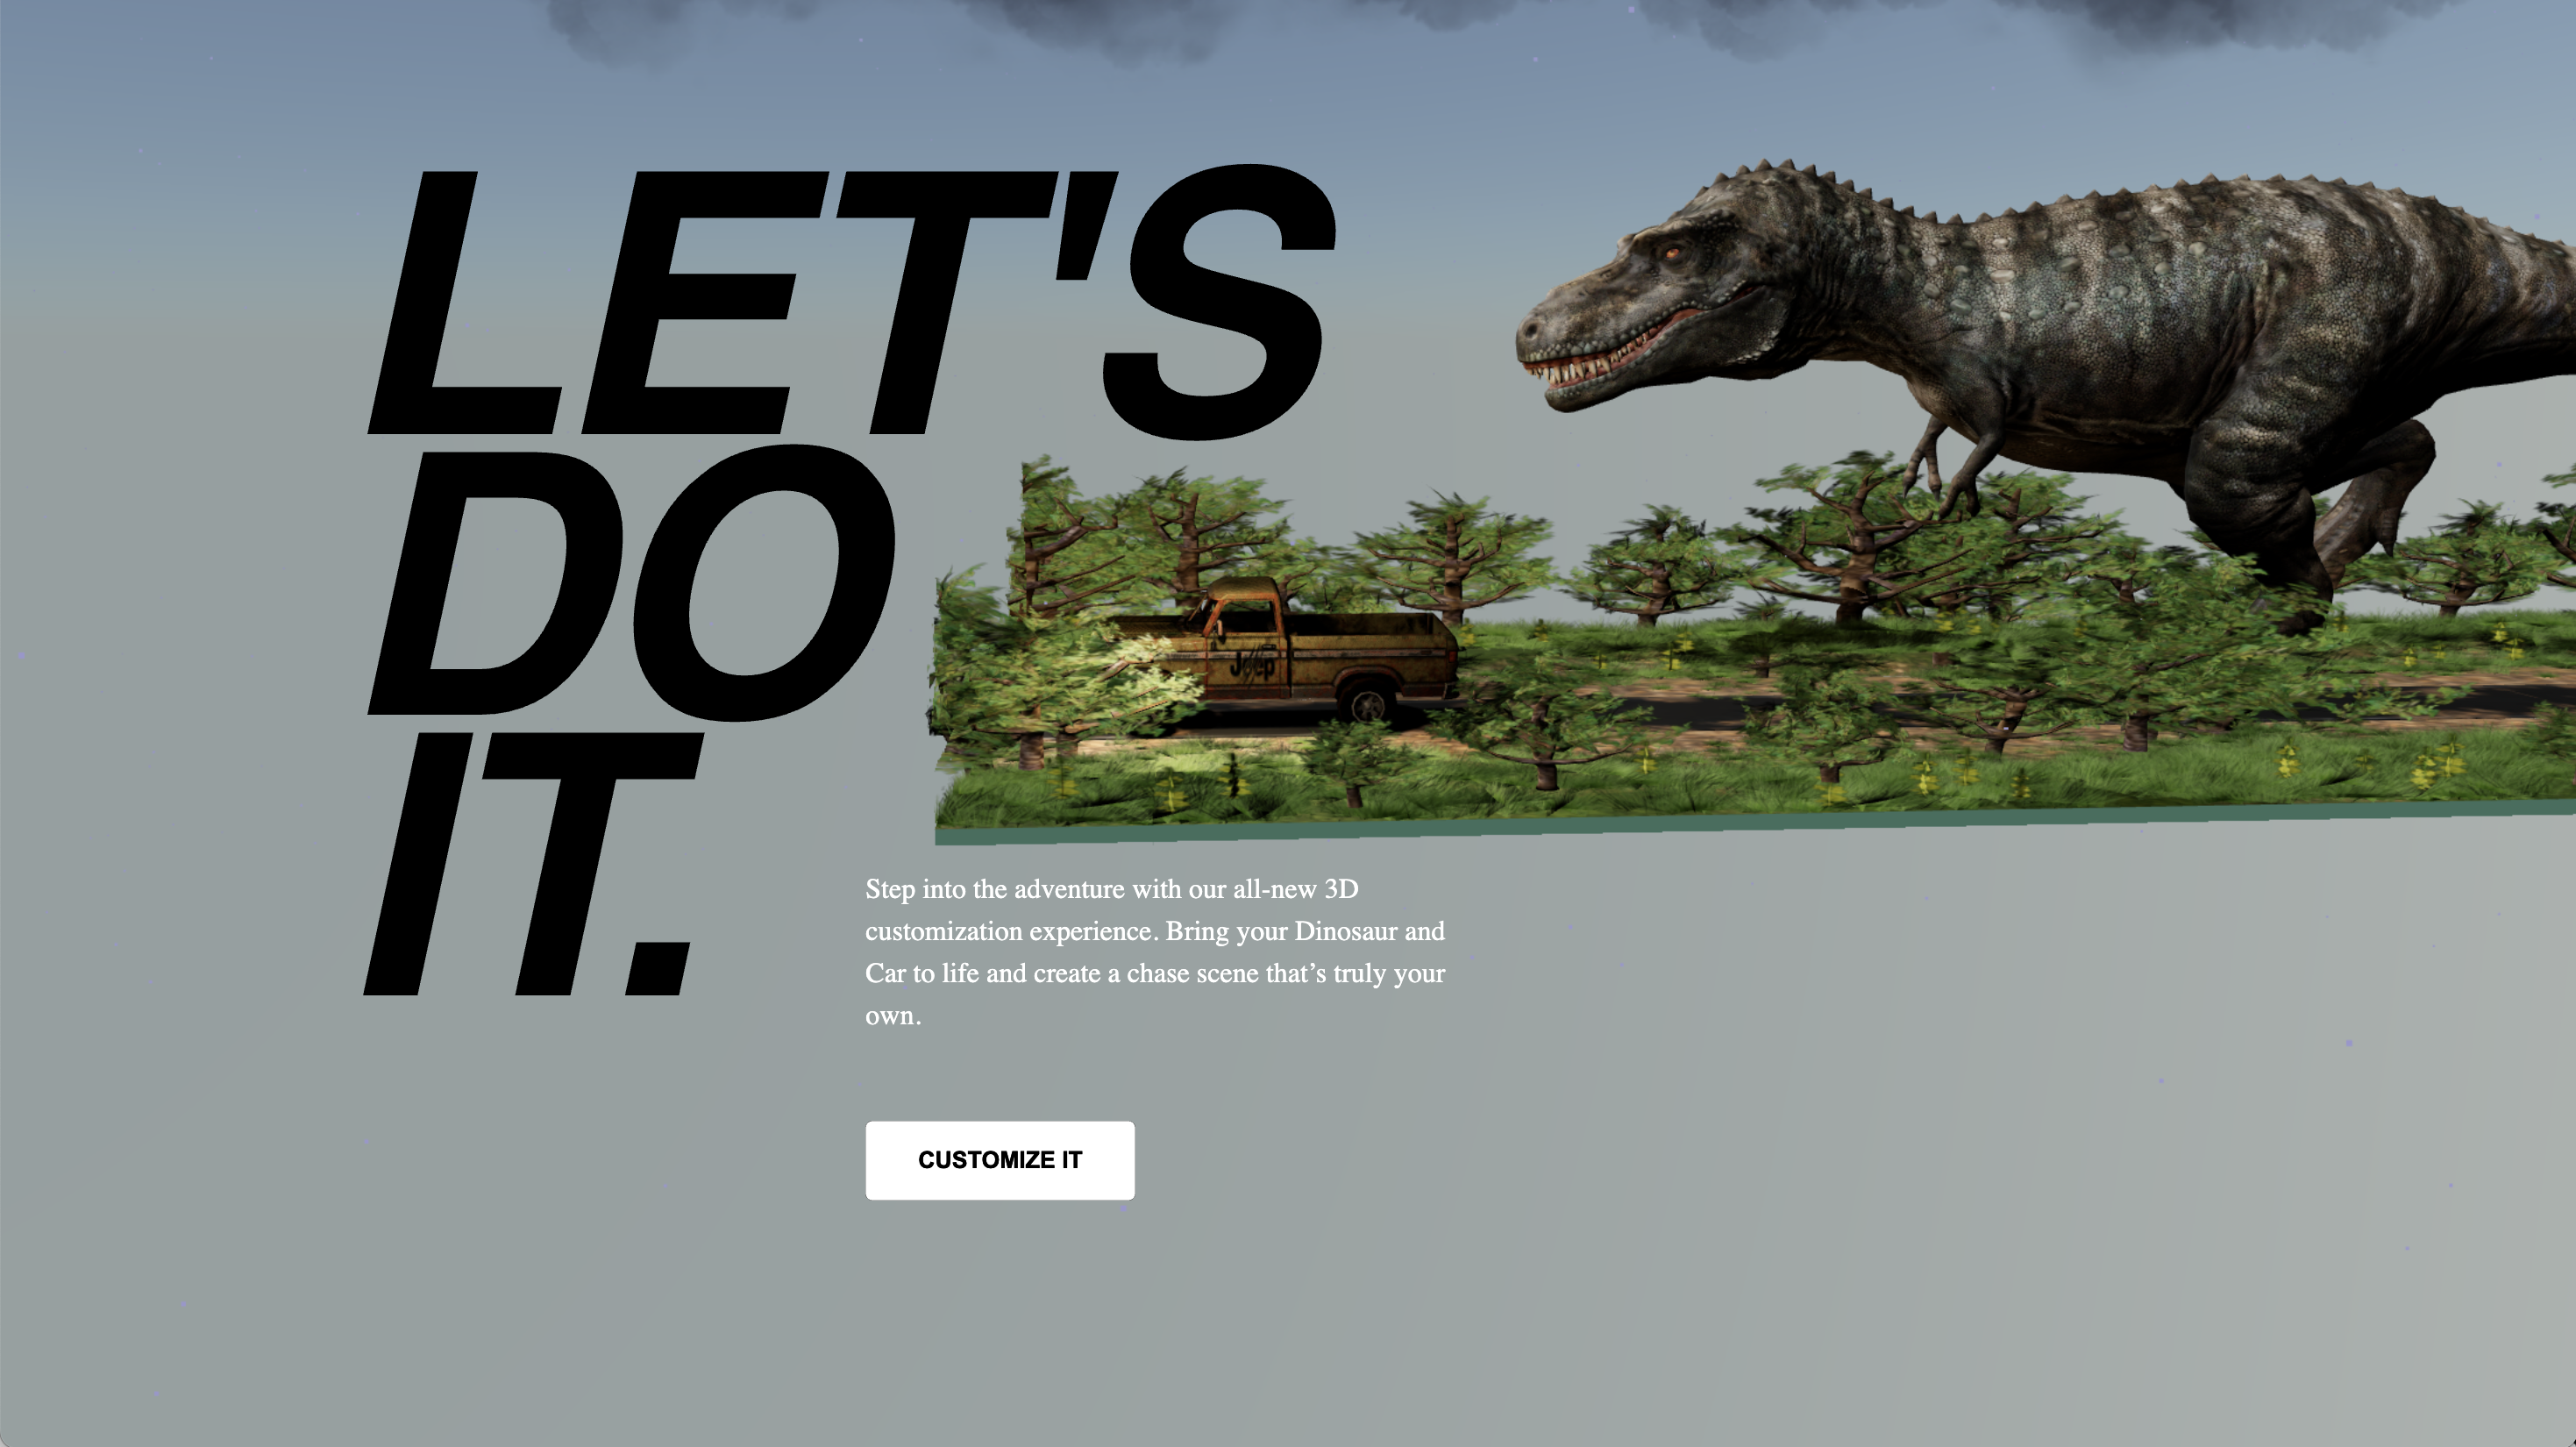 LET'S
DO
IT.
Jeep
Step into the adventure with our all-new 3D
customization experience. Bring your Dinosaur and
Car to life and create a chase scene that’s truly your
own.
CUSTOMIZE IT